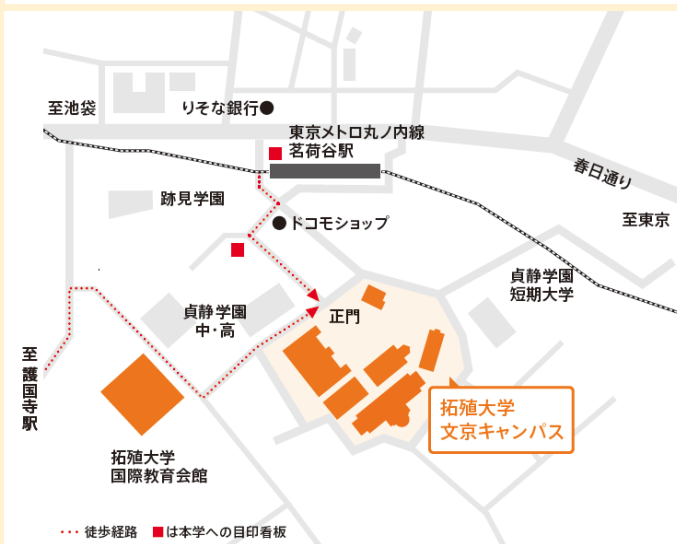 至池袋
りそな銀行
東京メトロ丸ノ内線
茗荷谷駅
春日通り
跡見学園
ドコモショップ
至東京
貞静学園
短期大学
貞静学園
中・高
正門
至護国寺駅
拓殖大学
文京キャンパス
拓殖大学
国際教育会館
徒歩経路
は本学への目印看板